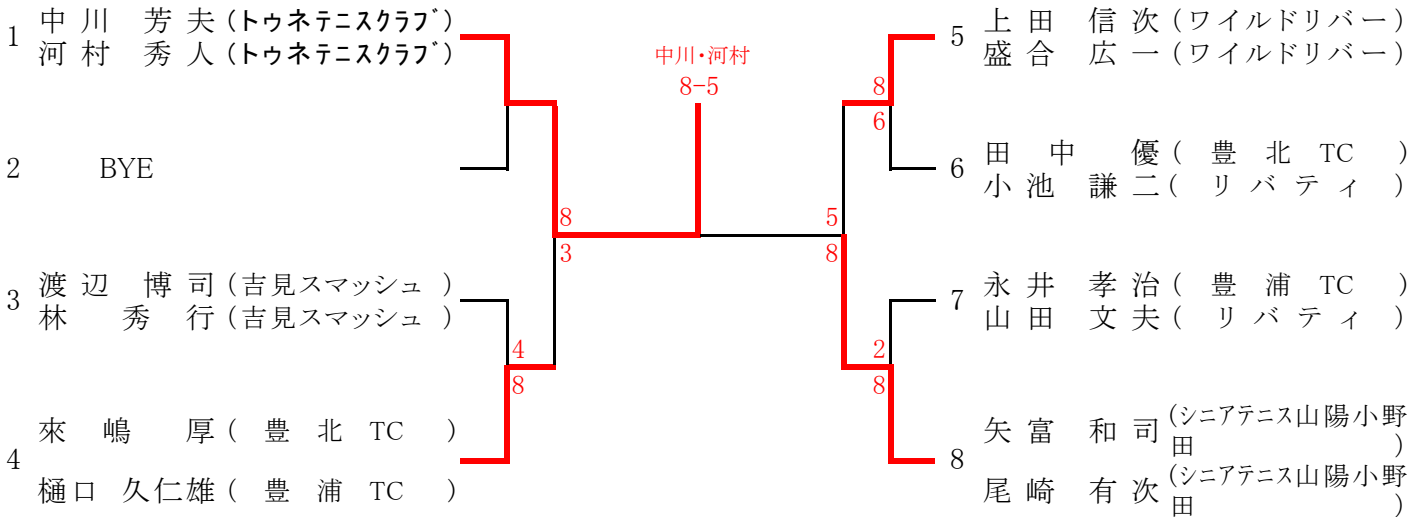 1
中川 芳夫(トゥネテニスクラブ)
河村 秀人(トゥネテニスクラブ)
2 BYE
3
渡辺 博司(吉見スマッシュ)
林 秀行(吉見スマッシュ)
4
來嶋 厚(豊北TC)
樋口 久仁雄(豊浦TC)
8
3
4
8
中川・河村
8-5
8
6
5
8
2
8
5
上田 信次(ワイルドリバー)
盛合 広一(ワイルドリバー)
6
田中 優(豊北TC)
小池 謙二(リバティ)
7
永井 孝治(豊浦TC)
山田 文夫(リバティ)
8
矢富 和司(シニアテニス山陽小野
田)
尾崎 有次(シニアテニス山陽小野
田)